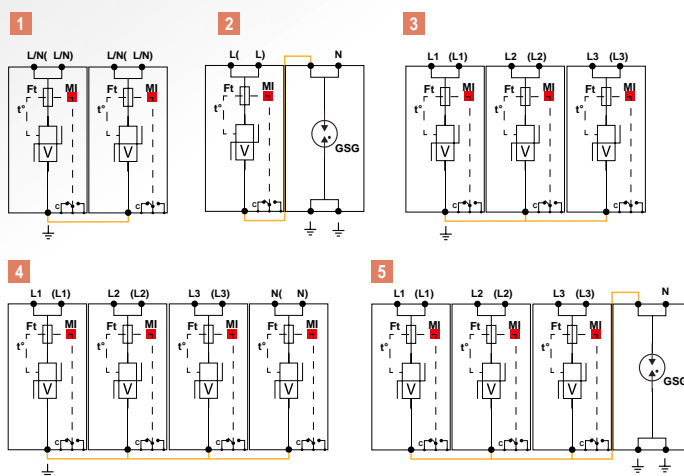 1
2
3
L/N( L/N) L/N( L/N)
L( L) N
L1 (L1) L2 (L2) L3 (L3)
Ft MI Ft MI
Ft MI
Ft MI Ft MI Ft MI
t° t°
t°
t° t° t°
V V
V
GSG
V V V
C C
C
C C C
4
5
L1 (L1) L2 (L2) L3 (L3) N( N)
L1 (L1) L2 (L2) L3 (L3) N
Ft MI Ft MI Ft MI Ft MI
Ft MI Ft MI Ft MI
t° t° t° t°
t° t° t°
V V V V
V V V
GSG
C C C C
C C C